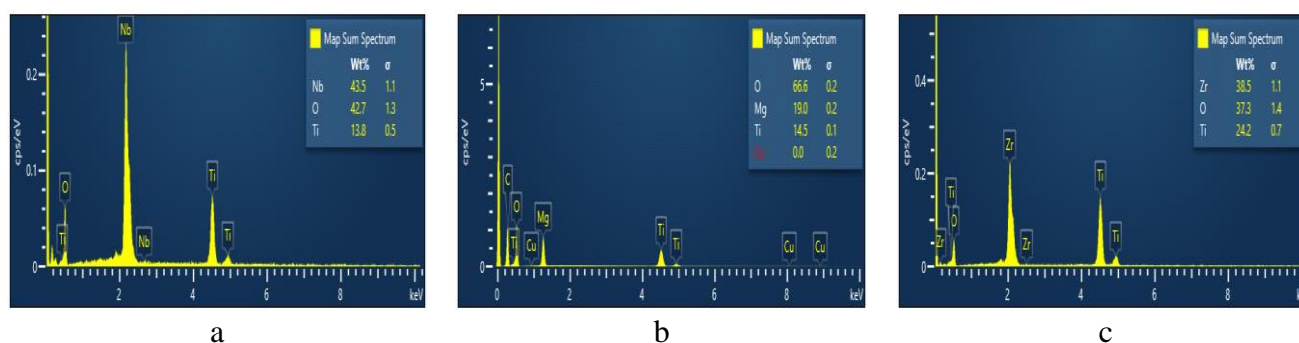 Nb
Map Sum Spectrum
Wt% σ
Nb 43.5 1.1
O 42.7 1.3
Ti 13.8 0.5
0.2
cps/eV
0.1
O
Ti
Ti
Nb
Ti
0
2 4 6 8 keV
a
Map Sum Spectrum
Wt% σ
O 66.6 0.2
Mg 19.0 0.2
Ti 14.5 0.1
0.0 0.2
5
cps/eV
C
O
Mg
Ti
Cu
Ti
Ti
Cu
Cu
0
0 2 4 6 8 keV
b
Map Sum Spectrum
Wt% σ
Zr 38.5 1.1
O 37.3 1.4
Ti 24.2 0.7
0.4
cps/eV
0.2
Zr
Ti
Ti
O
Zr
Zr
Ti
0
2 4 6 8 keV
c